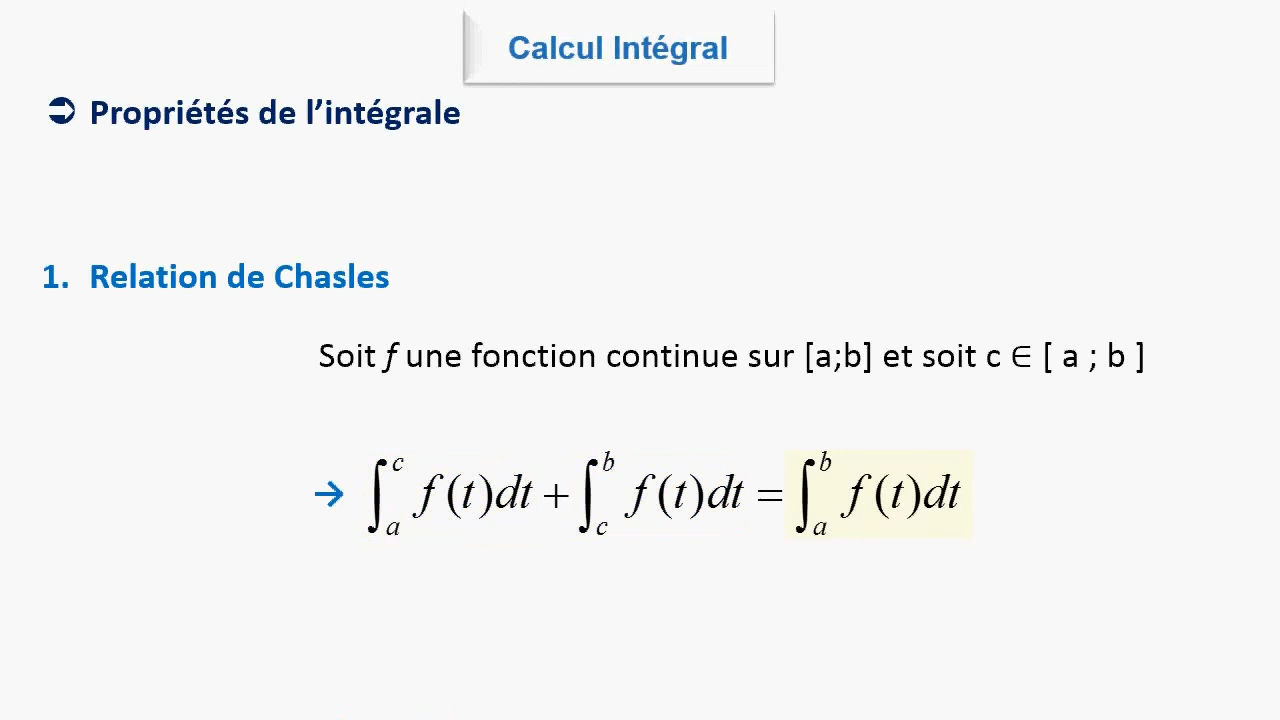 Calcul Intégral
➲ Propriétés de l’intégrale
1. Relation de Chasles
Soit f une fonction continue sur [a;b] et soit c ∈ [ a ; b ]
→ ∫_a^c f(t)dt + ∫_c^b f(t)dt = ∫_a^b f(t)dt